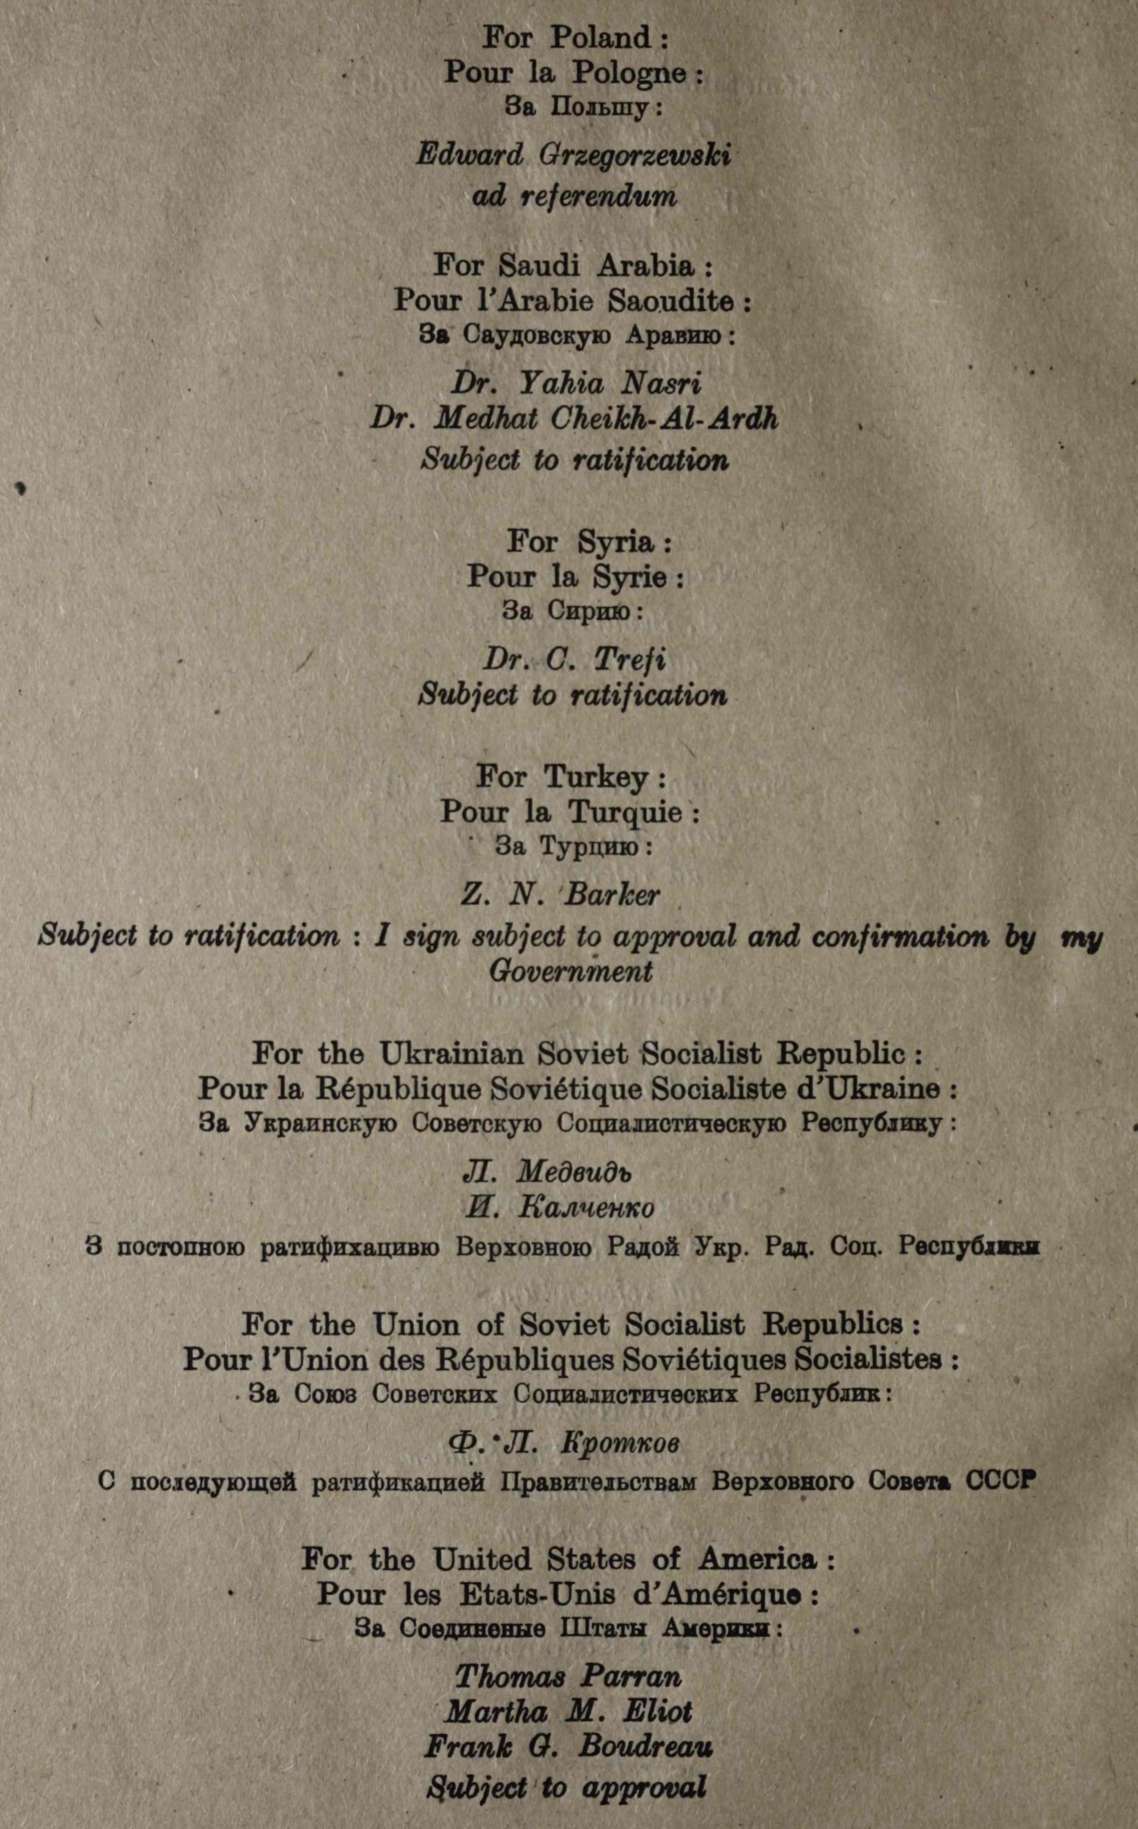 For Poland :
Pour la Pologne :
За Польшу :
Edward Grzegorzewski
ad referendum
For Saudi Arabia :
Pour l'Arabie Saoudite :
За Саудовскую Аравию :
Dr. Yahia Nasri
Dr. Medhat Cheikh-Al-Ardh
Subject to ratification
For Syria :
Pour la Syrie :
За Сирию :
Dr. C. Trefi
Subject to ratification
For Turkey :
Pour la Turquie :
За Турцию :
Z. N. Barker
Subject to ratification : I sign subject to approval and confirmation by my
Government
For the Ukrainian Soviet Socialist Republic :
Pour la République Soviétique Socialiste d'Ukraine :
За Украинскую Советскую Социалистическую Республику :
Л. Медвидь
И. Калченко
З постопною ратифихацивю Верховною Радой Укр. Рад. Соц. Республики
For the Union of Soviet Socialist Republics :
Pour l'Union des Républiques Soviétiques Socialistes :
За Союз Советских Социалистических Республик :
Ф. Л. Кротков
С последующей ратификацией Правительствам Верховного Совета СССР
For the United States of America :
Pour les Etats-Unis d'Amérique :
За Соединеные Штаты Америки :
Thomas Parran
Martha M. Eliot
Frank G. Boudreau
Subject to approval